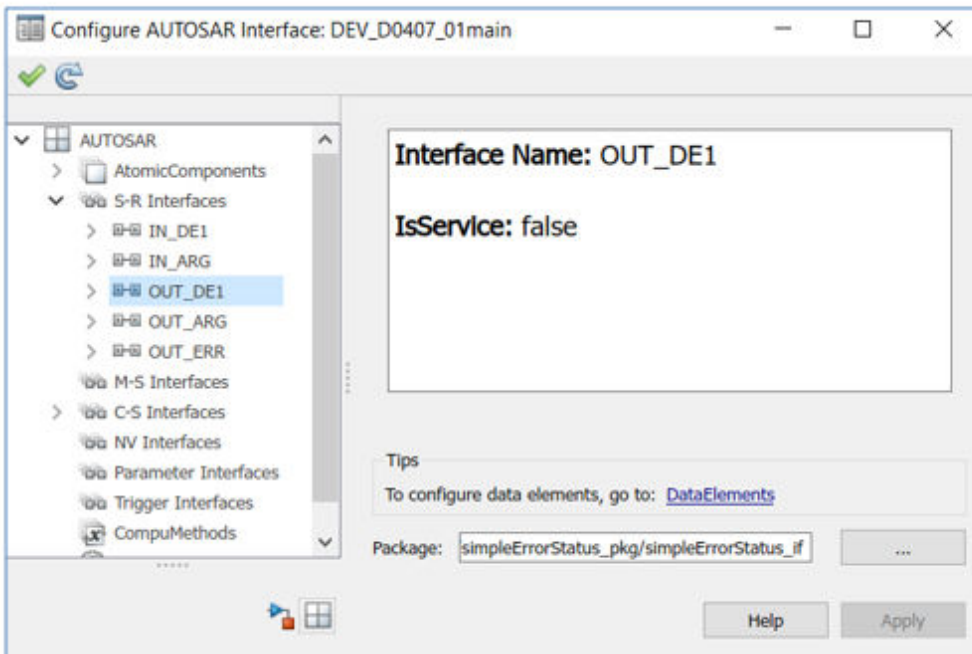 Configure AUTOSAR Interface: DEV_D0407_01main
AUTOSAR
AtomicComponents
S-R Interfaces
IN_DE1
IN_ARG
OUT_DE1
OUT_ARG
OUT_ERR
M-S Interfaces
C-S Interfaces
NV Interfaces
Parameter Interfaces
Trigger Interfaces
CompuMethods
Interface Name: OUT_DE1
IsService: false
Tips
To configure data elements, go to: DataElements
Package: simpleErrorStatus_pkg/simpleErrorStatus_if
...
Help
Apply